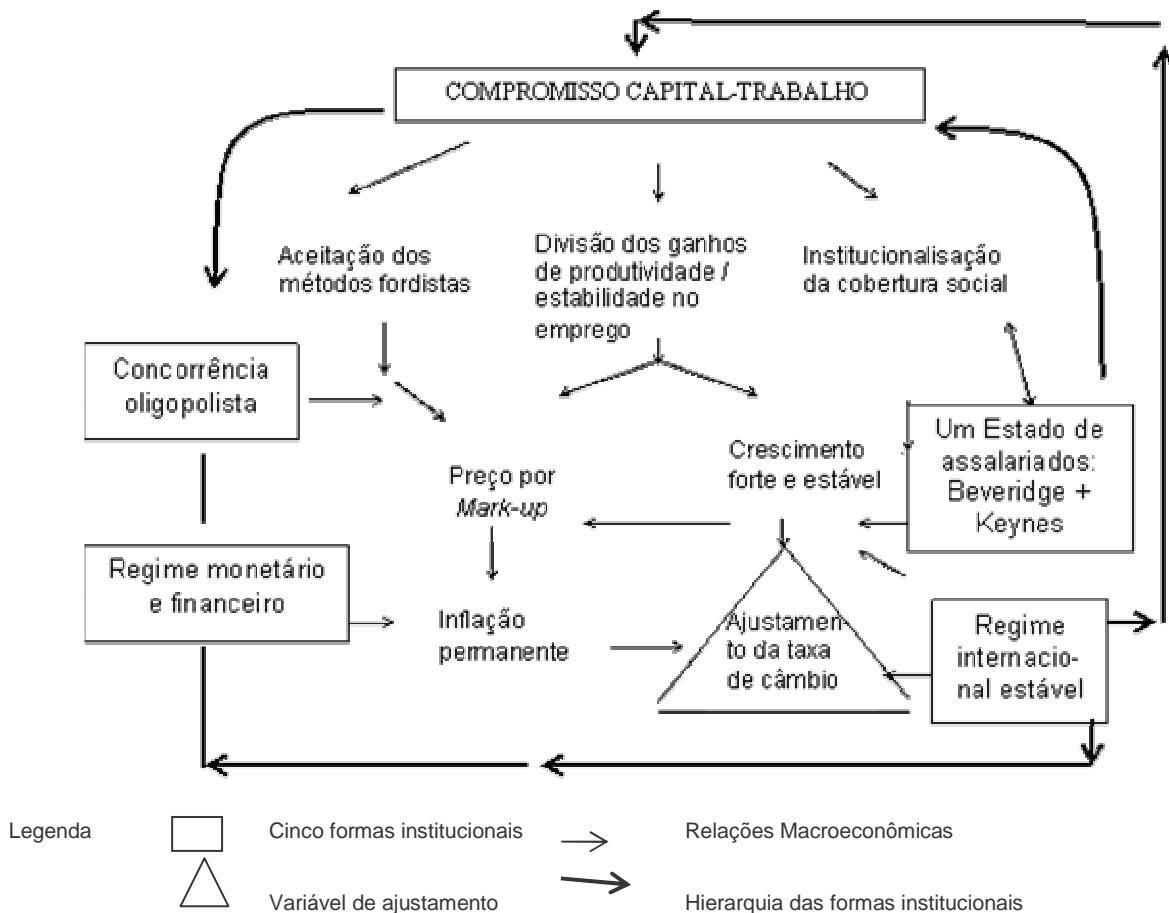 COMPROMISSO CAPITAL-TRABALHO
Aceitação dos
métodos fordistas
Divisão dos ganhos
de produtividade /
estabilidade no
emprego
Institucionalisação
da cobertura social
Concorrência
oligopolista
Preço por
Mark-up
Crescimento
forte e estável
Um Estado de
assalariados:
Beveridge +
Keynes
Regime monetário
e financeiro
Inflação
permanente
Ajustamen
to da taxa
de câmbio
Regime
internacio-
nal estável
Legenda
Cinco formas institucionais
Relações Macroeconômicas
Variável de ajustamento
Hierarquia das formas institucionais